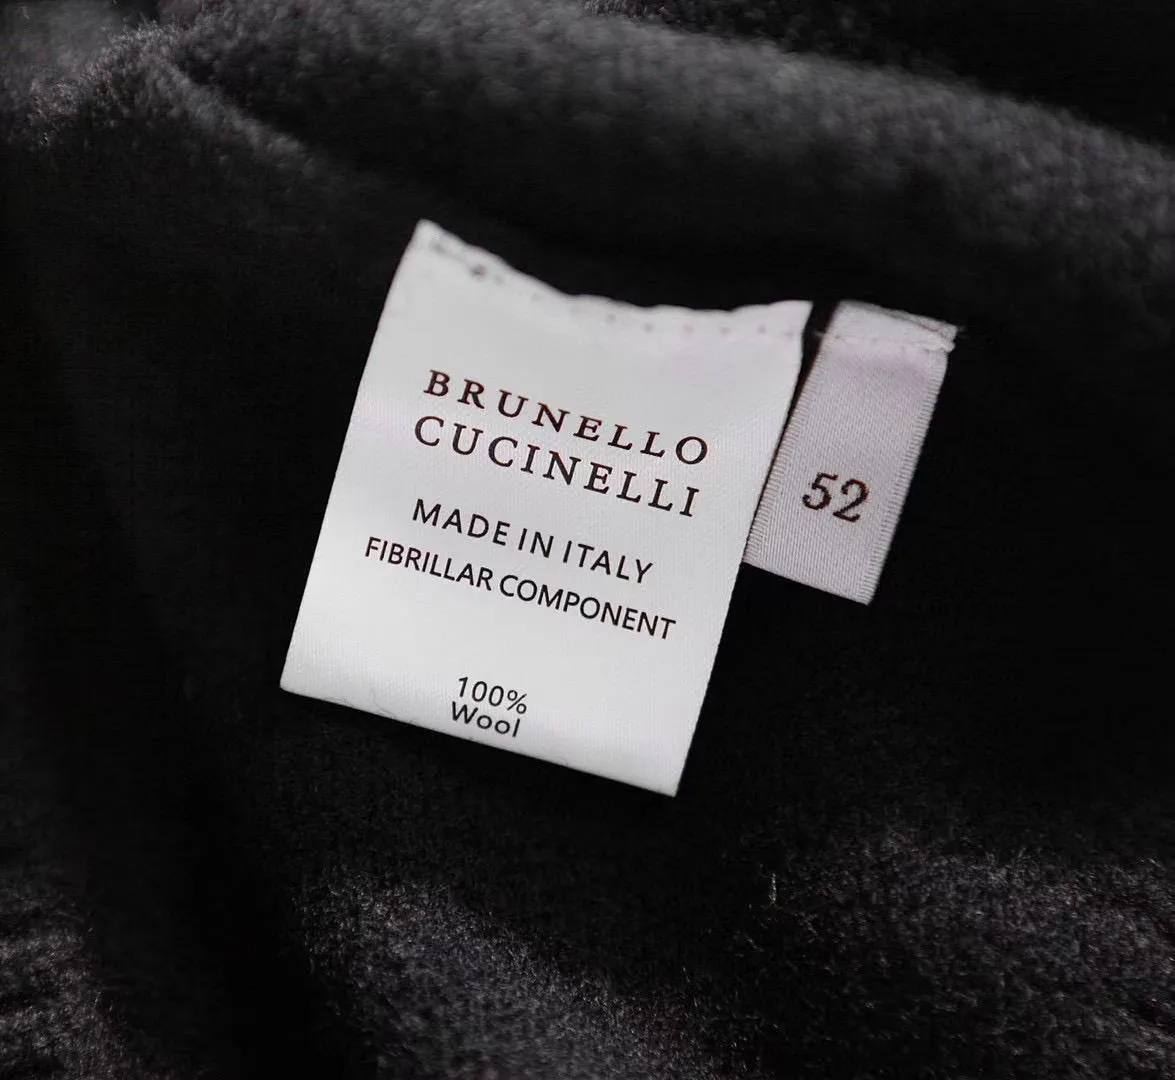 BRUNELLO
CUCINELLI
MADE IN ITALY
FIBRILLAR COMPONENT
100%
Wool
52